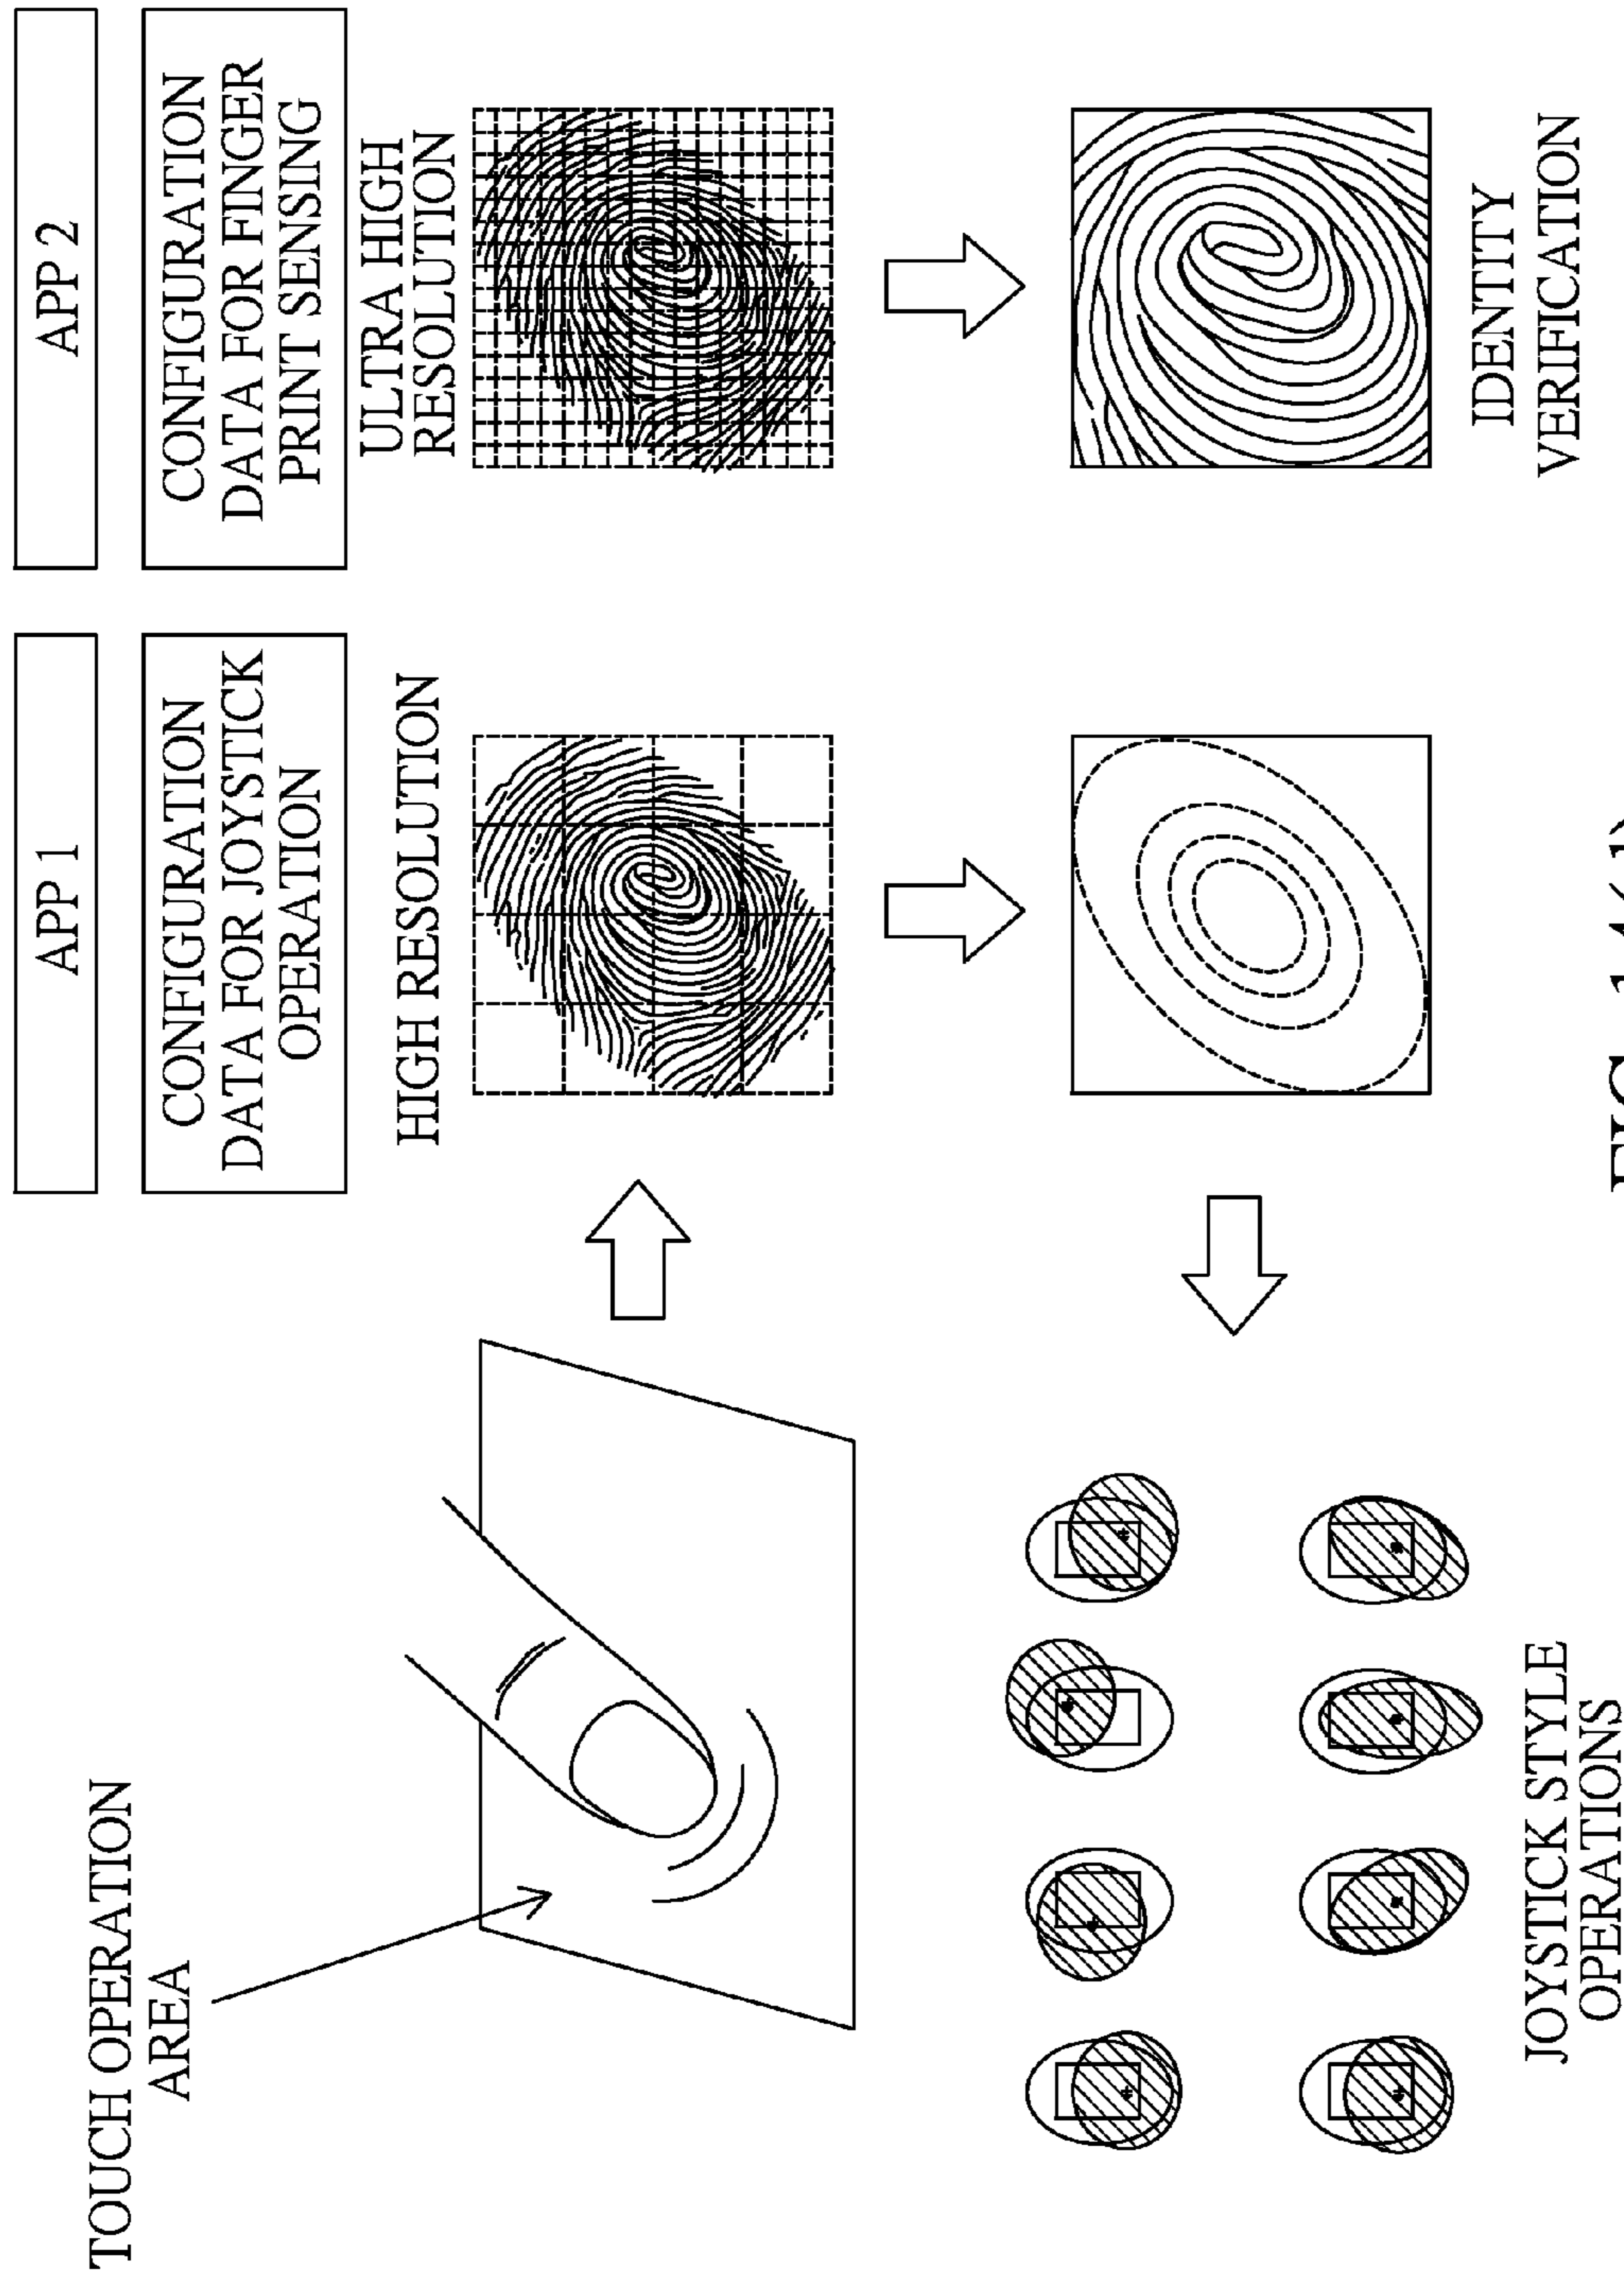 APP 1
APP 2
CONFIGURATION
DATA FOR JOYSTICK
OPERATION
CONFIGURATION
DATA FOR FINGER
PRINT SENSING
TOUCH OPERATION
AREA
HIGH RESOLUTION
ULTRA HIGH
RESOLUTION
JOYSTICK STYLE
OPERATIONS
IDENTITY
VERIFICATION